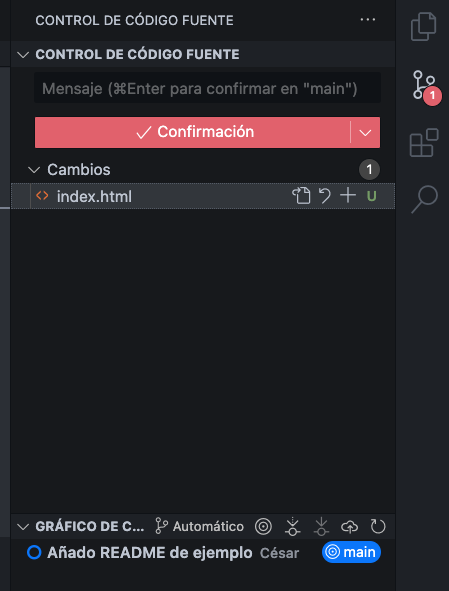 CONTROL DE CÓDIGO FUENTE
CONTROL DE CÓDIGO FUENTE
Mensaje (⌘Enter para confirmar en "main")
Confirmación
Cambios 1
index.html U
1
GRÁFICO DE C... Automático
Añado README de ejemplo César main